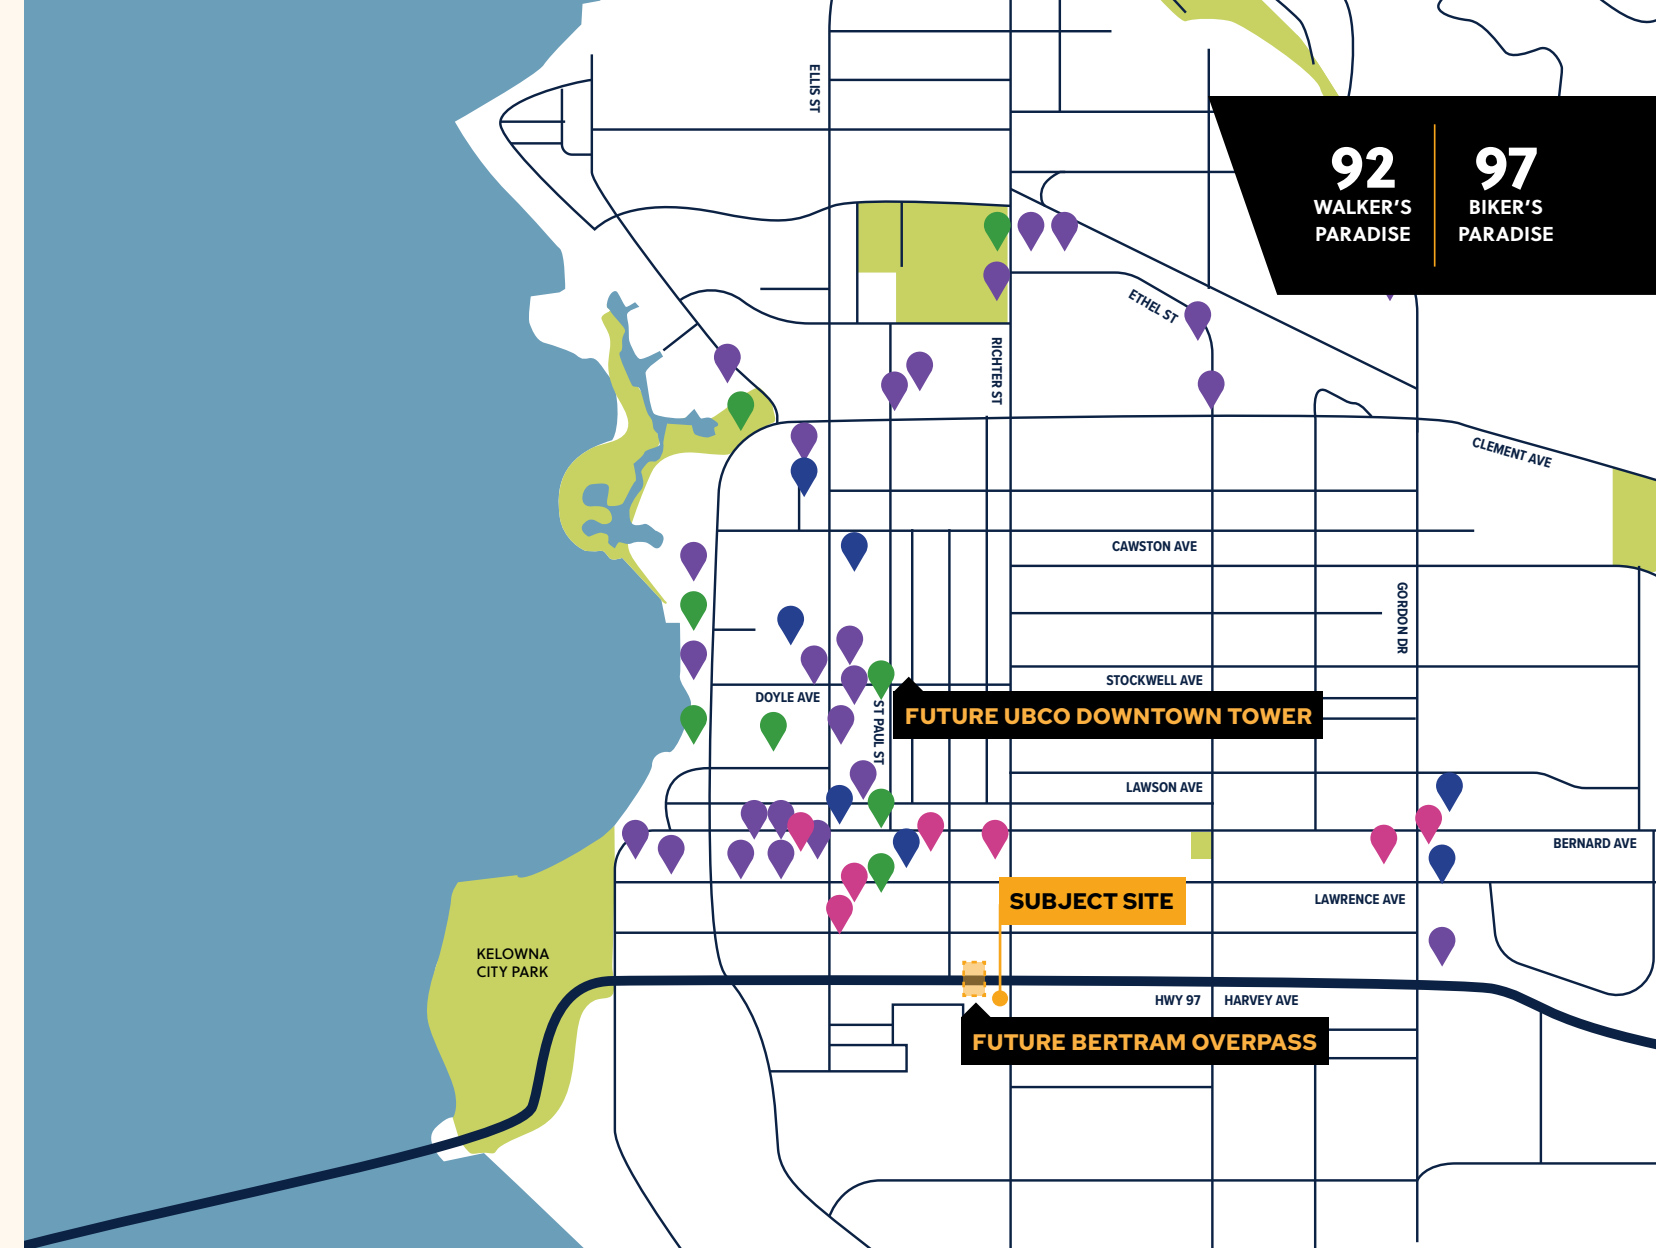 ELLIS ST
92
WALKER'S
PARADISE
97
BIKER'S
PARADISE
ETHEL ST
RICHTER ST
CLEMENT AVE
CAWSTON AVE
GORDON DR
STOCKWELL AVE
DOYLE AVE
ST PAUL ST
FUTURE UBCO DOWNTOWN TOWER
LAWSON AVE
BERNARD AVE
SUBJECT SITE
LAWRENCE AVE
KELOWNA
CITY PARK
HWY 97
HARVEY AVE
FUTURE BERTRAM OVERPASS